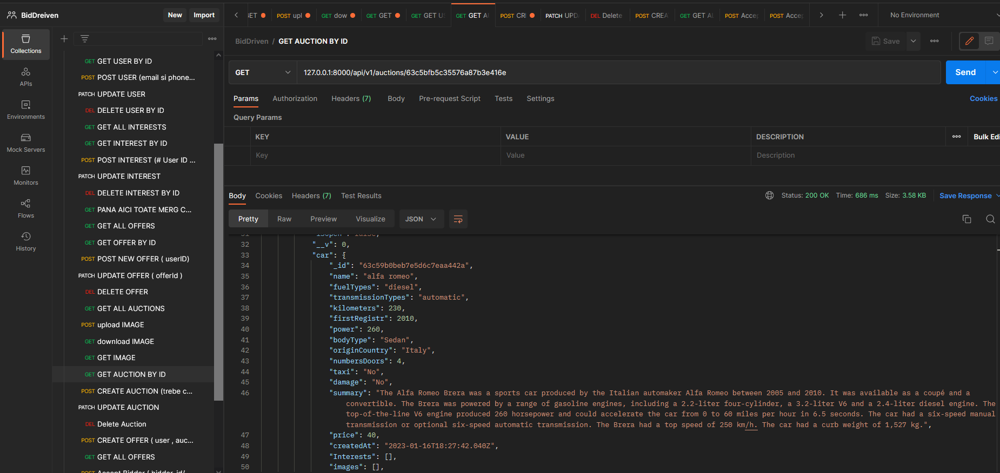 BidDreiven
New
Import
GET
POST upl
GET dow
GET GET
GET GET US
GET GET A
POST CR
PATCH UPD
DEL Delete
POST CREA
GET GET AL
POST Accep
POST Accep
No Environment
Collections
APIs
Environments
Mock Servers
Monitors
Flows
History
GET GET USER BY ID
POST POST USER (email si phone...
PATCH UPDATE USER
DEL DELETE USER BY ID
GET GET ALL INTERESTS
GET GET INTEREST BY ID
POST POST INTEREST (# User ID ...
PATCH UPDATE INTEREST
DEL DELETE INTEREST BY ID
GET PANA AICI TOATE MERG C...
GET GET ALL OFFERS
GET GET OFFER BY ID
POST POST NEW OFFER ( userID)
PATCH UPDATE OFFER ( offerId )
DEL DELETE OFFER
GET GET ALL AUCTIONS
POST upload IMAGE
GET download IMAGE
GET GET IMAGE
GET GET AUCTION BY ID
POST CREATE AUCTION (trebe c...
PATCH UPDATE AUCTION
DEL Delete Auction
POST CREATE OFFER ( user , auc...
GET GET ALL OFFERS
POST Accept Bidder ( bidder_id/
BidDriven / GET AUCTION BY ID
Save
GET
127.0.0.1:8000/api/v1/auctions/63c5bfb5c35576a87b3e416e
Send
Params
Authorization
Headers (7)
Body
Pre-request Script
Tests
Settings
Cookies
Query Params
KEY
VALUE
DESCRIPTION
Bulk Edi
Key
Value
Description
Body
Cookies
Headers (7)
Test Results
Status: 200 OK
Time: 686 ms
Size: 3.58 KB
Save Response
Pretty
Raw
Preview
Visualize
JSON
31 "isOpen": false,
32 "__v": 0,
33 "car": {
34 "_id": "63c59b0beb7e5d6c7eaa442a",
35 "name": "alfa romeo",
36 "fuelTypes": "diesel",
37 "transmissionTypes": "automatic",
38 "kilometers": 230,
39 "firstRegistr": 2010,
40 "power": 260,
41 "bodyType": "Sedan",
42 "originCountry": "Italy",
43 "numbersDoors": 4,
44 "taxi": "No",
45 "damage": "No",
46 "summary": "The Alfa Romeo Brera was a sports car produced by the Italian automaker Alfa Romeo between 2005 and 2010. It was available as a coupé and a
convertible. The Brera was powered by a range of gasoline engines, including a 2.2-liter four-cylinder, a 3.2-liter V6 and a 2.4-liter diesel engine. The
top-of-the-line V6 engine produced 260 horsepower and could accelerate the car from 0 to 60 miles per hour in 6.5 seconds. The car had a six-speed manual
transmission or optional six-speed automatic transmission. The Brera had a top speed of 250 km/h. The car had a curb weight of 1,527 kg.",
47 "price": 40,
48 "createdAt": "2023-01-16T18:27:42.040Z",
49 "Interests": [],
50 "images": [],